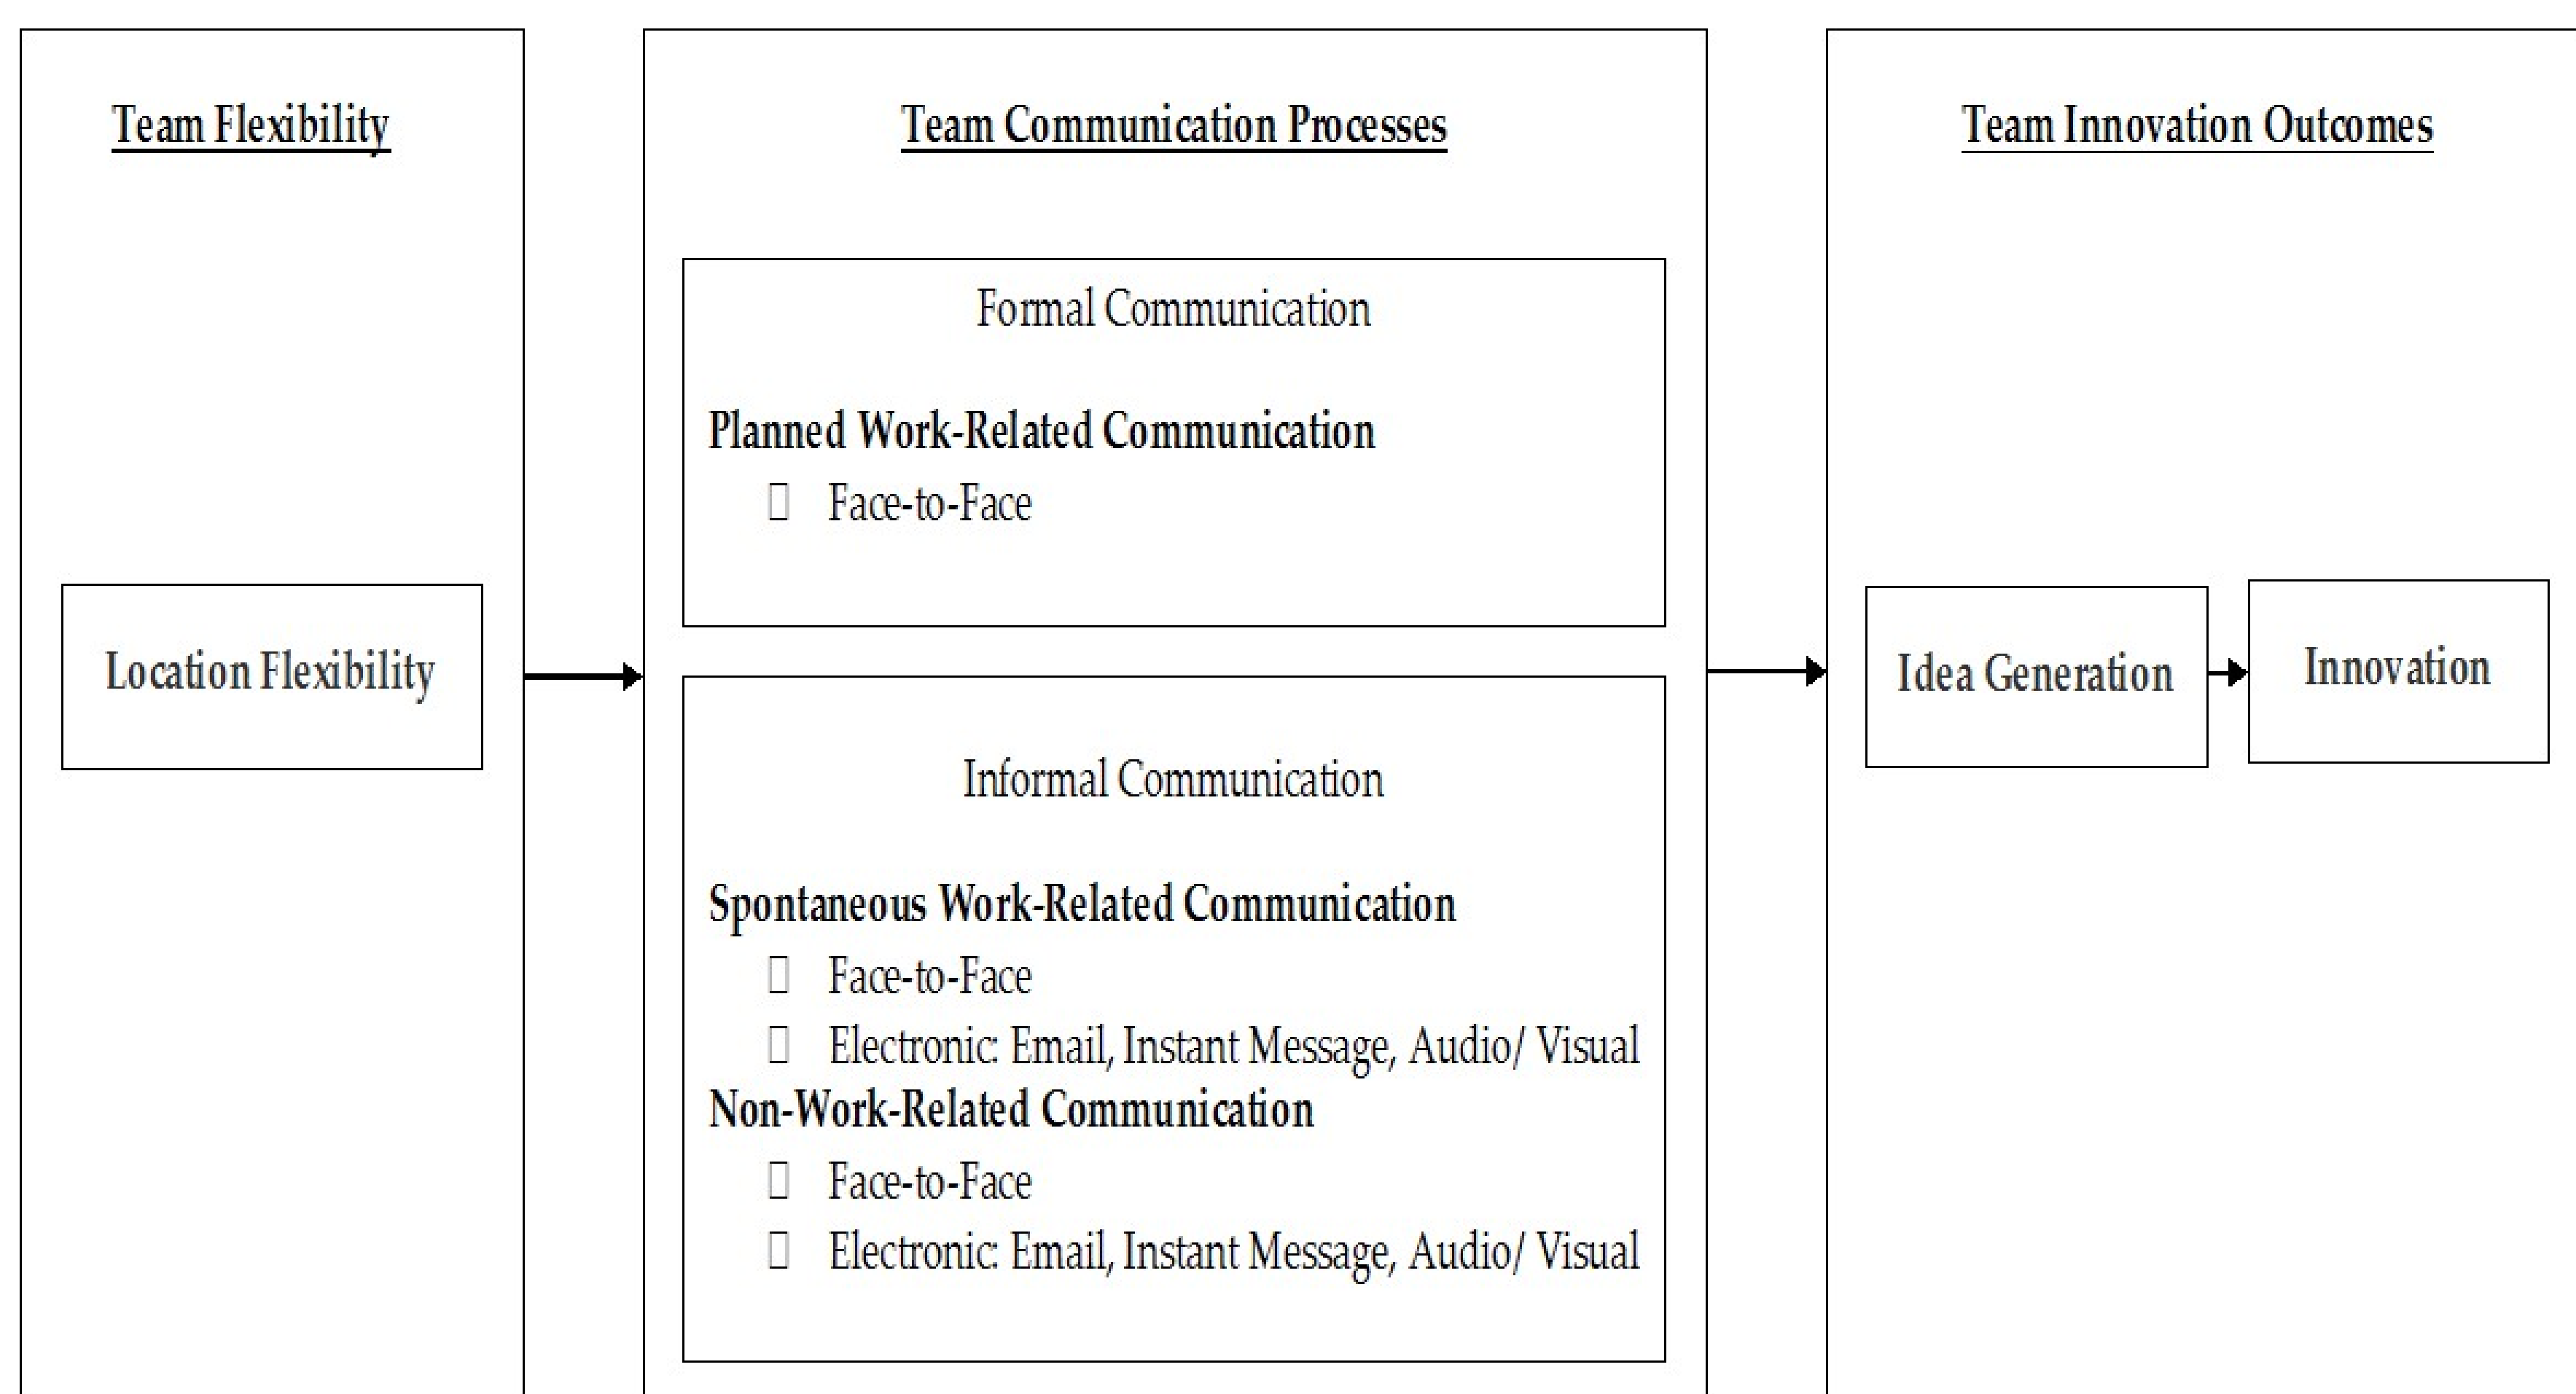 Team Flexibility
Location Flexibility
Team Communication Processes
Formal Communication
Planned Work-Related Communication
Face-to-Face
Informal Communication
Spontaneous Work-Related Communication
Face-to-Face
Electronic: Email, Instant Message, Audio/ Visual
Non-Work-Related Communication
Face-to-Face
Electronic: Email, Instant Message, Audio/ Visual
Team Innovation Outcomes
Idea Generation
Innovation